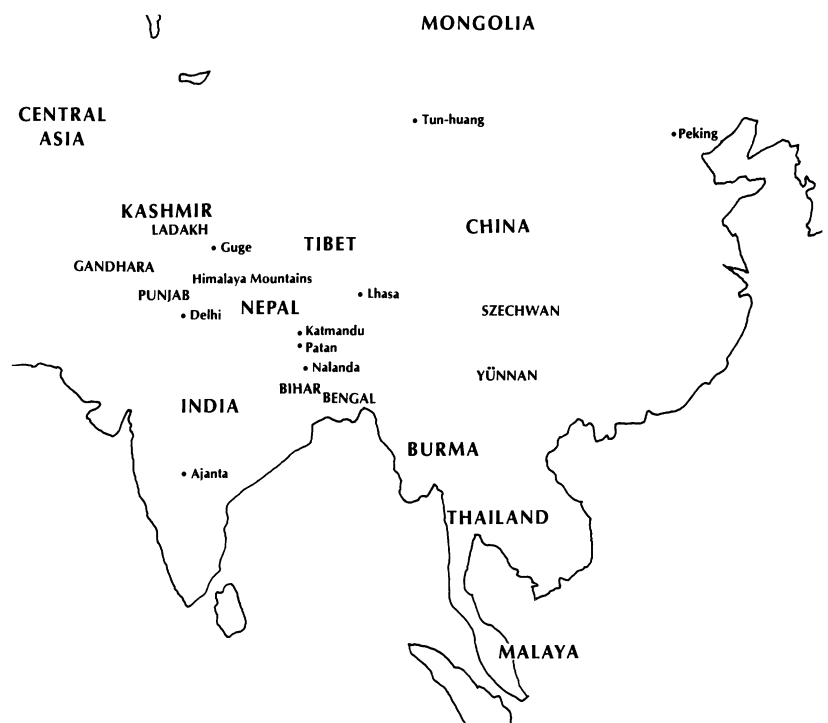 MONGOLIA
CENTRAL
ASIA
Tun-huang
Peking
KASHMIR
LADAKH
Guge
TIBET
CHINA
GANDHARA
Himalaya Mountains
PUNJAB
NEPAL
Lhasa
Delhi
SZECHWAN
Katmandu
Patan
Nalanda
YÜNNAN
BIHAR
BENGAL
INDIA
BURMA
Ajanta
THAILAND
MALAYA